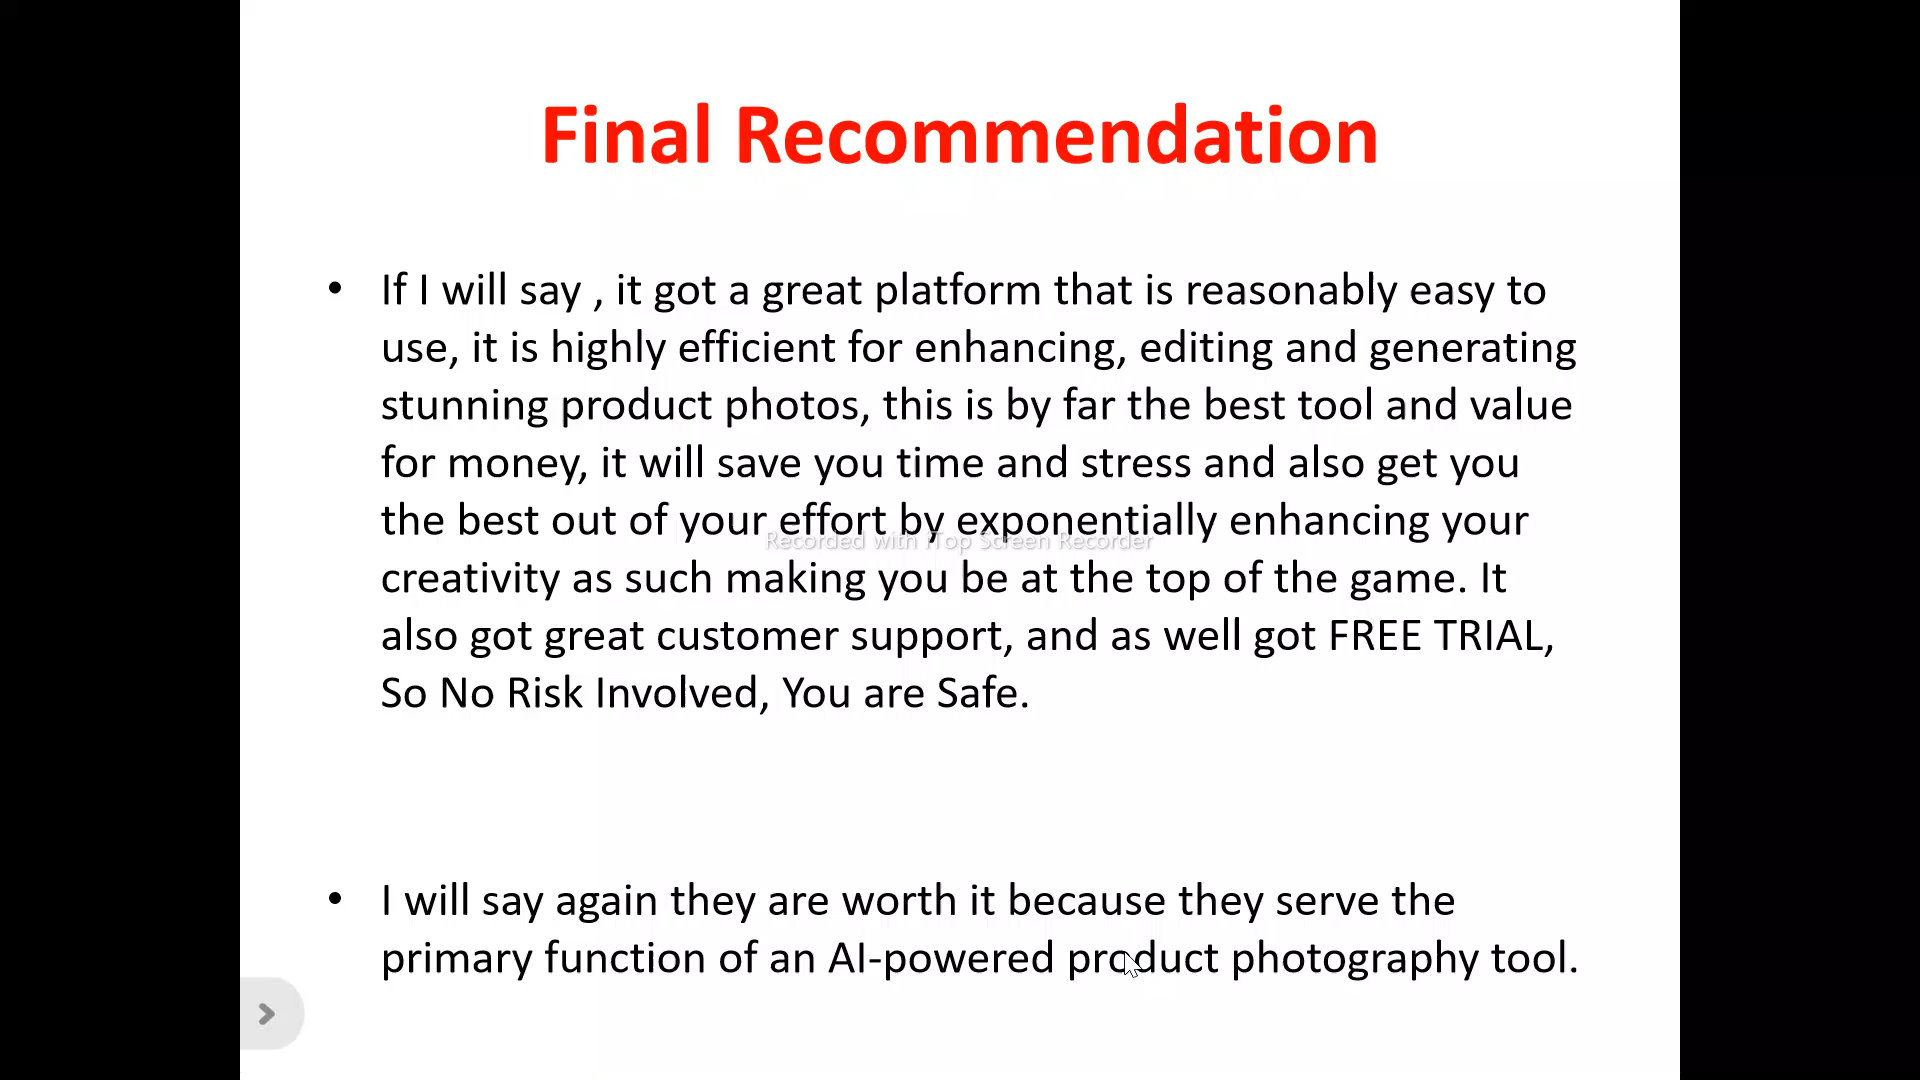 Final Recommendation
• If I will say , it got a great platform that is reasonably easy to
use, it is highly efficient for enhancing, editing and generating
stunning product photos, this is by far the best tool and value
for money, it will save you time and stress and also get you
the best out of your effort by exponentially enhancing your
Recorded with iTop Screen Recorder
creativity as such making you be at the top of the game. It
also got great customer support, and as well got FREE TRIAL,
So No Risk Involved, You are Safe.
• I will say again they are worth it because they serve the
primary function of an AI-powered product photography tool.